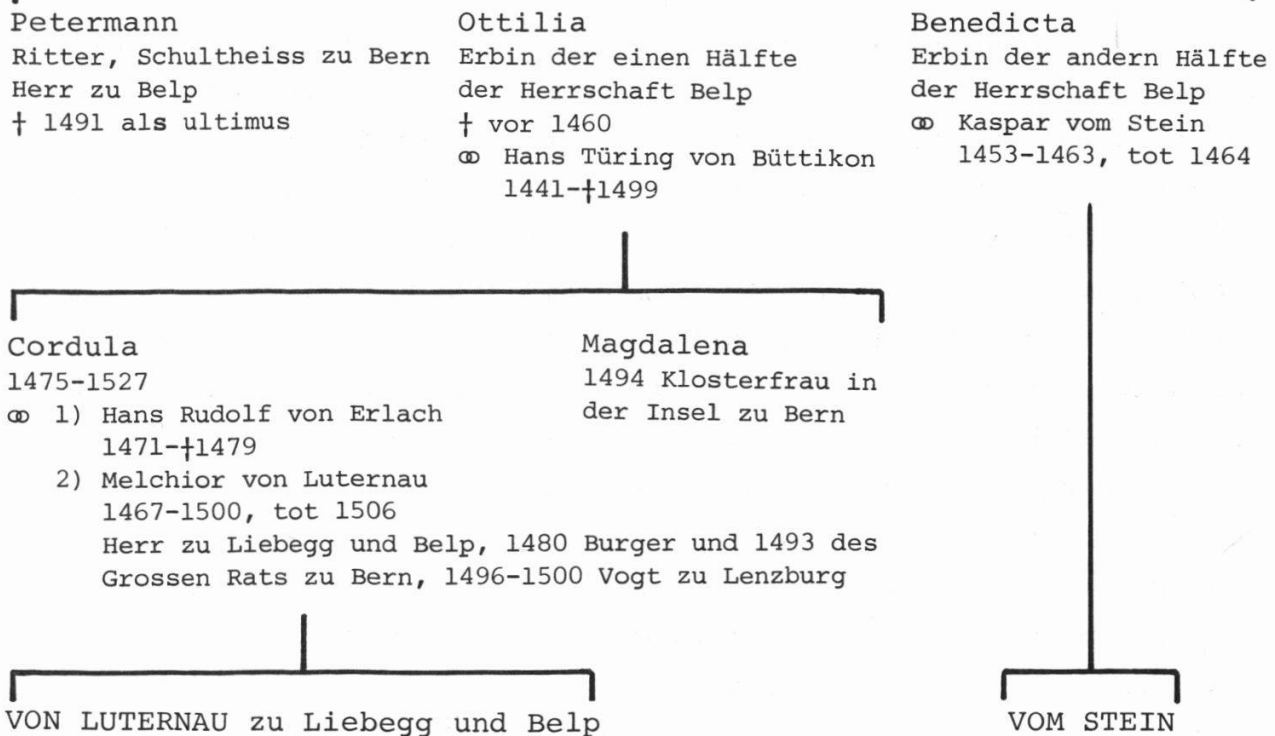 Petermann
Ritter, Schultheiss zu Bern
Herr zu Belp
† 1491 als ultimus
Ottilia
Erbin der einen Hälfte
der Herrschaft Belp
† vor 1460
⚭ Hans Türing von Büttikon
1441-†1499
Benedicta
Erbin der andern Hälfte
der Herrschaft Belp
⚭ Kaspar vom Stein
1453-1463, tot 1464
Cordula
1475-1527
⚭ 1) Hans Rudolf von Erlach
1471-†1479
2) Melchior von Luternau
1467-1500, tot 1506
Herr zu Liebegg und Belp, 1480 Burger und 1493 des
Grossen Rats zu Bern, 1496-1500 Vogt zu Lenzburg
Magdalena
1494 Klosterfrau in
der Insel zu Bern
VON LUTERNAU zu Liebegg und Belp
VOM STEIN